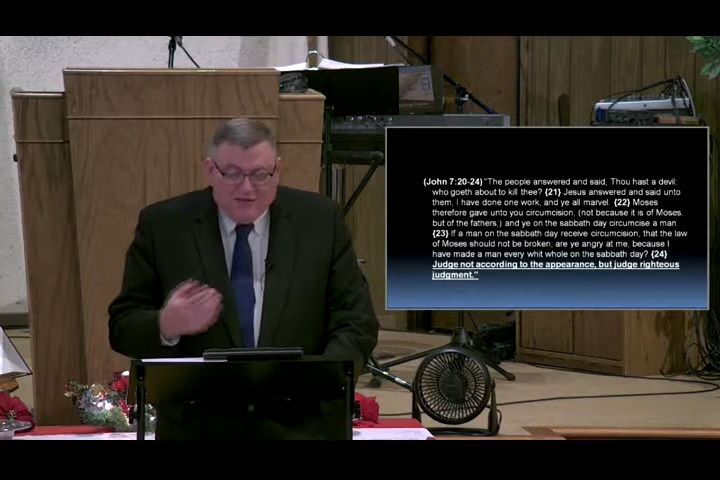 (John 7:20-24) "The people answered and said, Thou hast a devil:
who goeth about to kill thee? {21} Jesus answered and said unto
them, I have done one work, and ye all marvel. {22} Moses
therefore gave unto you circumcision; (not because it is of Moses,
but of the fathers;) and ye on the sabbath day circumcise a man.
{23} If a man on the sabbath day receive circumcision, that the law
of Moses should not be broken; are ye angry at me, because I
have made a man every whit whole on the sabbath day? {24}
Judge not according to the appearance, but judge righteous
judgment."